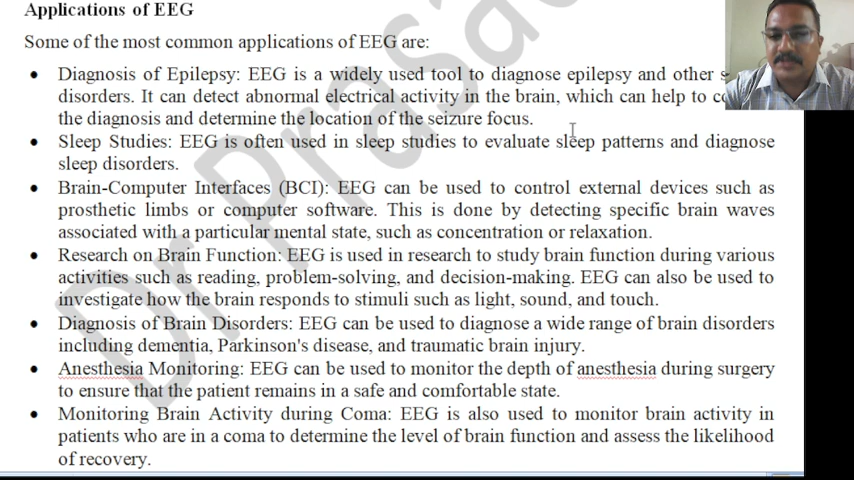 Applications of EEG
Some of the most common applications of EEG are:
• Diagnosis of Epilepsy: EEG is a widely used tool to diagnose epilepsy and other
disorders. It can detect abnormal electrical activity in the brain, which can help to
the diagnosis and determine the location of the seizure focus.
• Sleep Studies: EEG is often used in sleep studies to evaluate sleep patterns and diagnose
sleep disorders.
• Brain-Computer Interfaces (BCI): EEG can be used to control external devices such as
prosthetic limbs or computer software. This is done by detecting specific brain waves
associated with a particular mental state, such as concentration or relaxation.
• Research on Brain Function: EEG is used in research to study brain function during various
activities such as reading, problem-solving, and decision-making. EEG can also be used to
investigate how the brain responds to stimuli such as light, sound, and touch.
• Diagnosis of Brain Disorders: EEG can be used to diagnose a wide range of brain disorders
including dementia, Parkinson's disease, and traumatic brain injury.
• Anesthesia Monitoring: EEG can be used to monitor the depth of anesthesia during surgery
to ensure that the patient remains in a safe and comfortable state.
• Monitoring Brain Activity during Coma: EEG is also used to monitor brain activity in
patients who are in a coma to determine the level of brain function and assess the likelihood
of recovery.
Dr Prasad